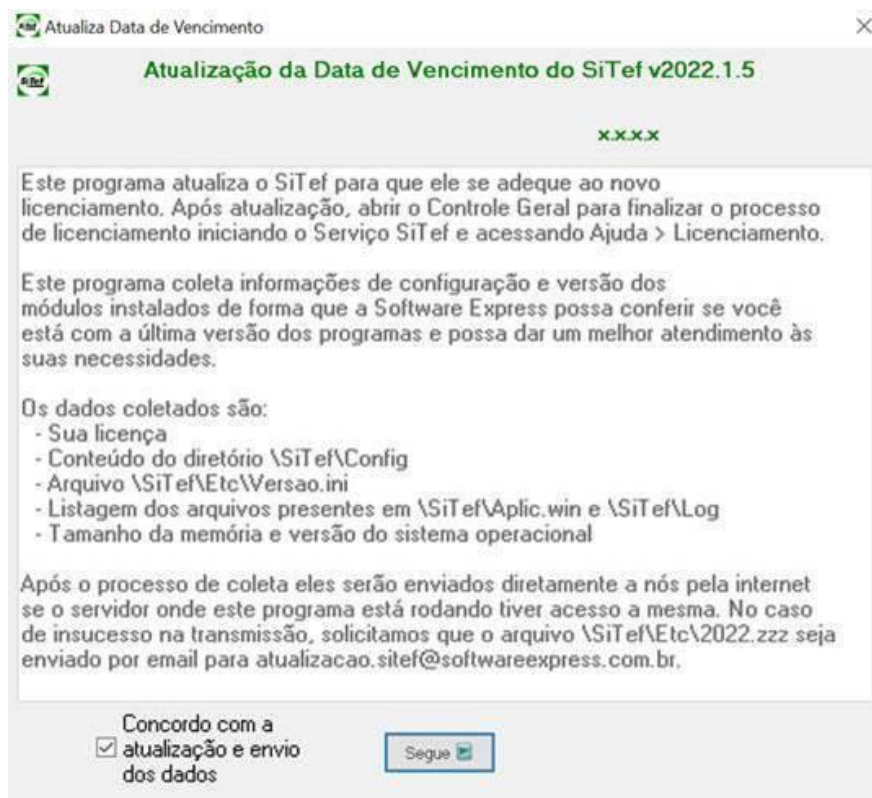 Atualiza Data de Vencimento
Atualização da Data de Vencimento do SiTef v2022.1.5
SiTef
x.x.x.x
Este programa atualiza o SiTef para que ele se adeque ao novo
licenciamento. Após atualização, abrir o Controle Geral para finalizar o processo
de licenciamento iniciando o Serviço SiTef e acessando Ajuda > Licenciamento.
Este programa coleta informações de configuração e versão dos
módulos instalados de forma que a Software Express possa conferir se você
está com a última versão dos programas e possa dar um melhor atendimento às
suas necessidades.
Os dados coletados são:
- Sua licença
- Conteúdo do diretório \SiTef\Config
- Arquivo \SiTef\Etc\Versao.ini
- Listagem dos arquivos presentes em \SiTef\Aplic.win e \SiTef\Log
- Tamanho da memória e versão do sistema operacional
Após o processo de coleta eles serão enviados diretamente a nós pela internet
se o servidor onde este programa está rodando tiver acesso a mesma. No caso
de insucesso na transmissão, solicitamos que o arquivo \SiTef\Etc\2022.zzz seja
enviado por email para atualizacao.sitef@softwareexpress.com.br.
Concordo com a
atualização e envio
dos dados
Segue